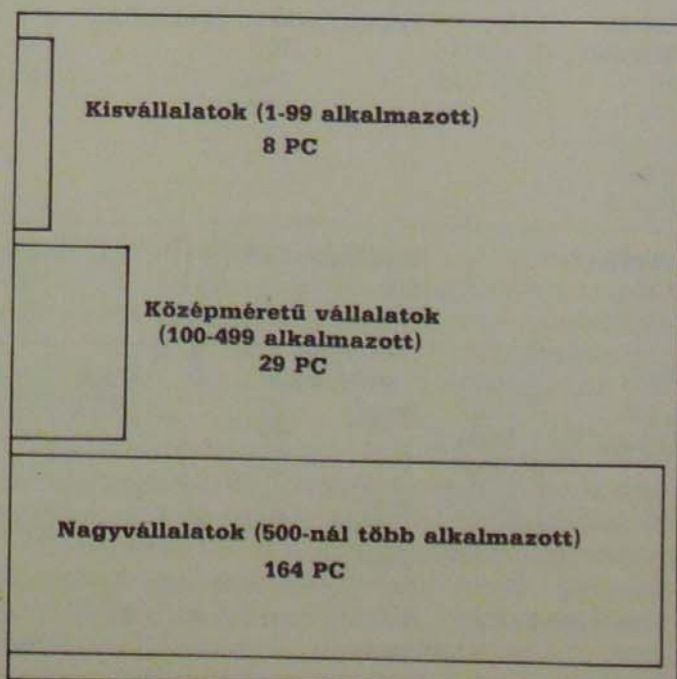 Kisvállalatok (1-99 alkalmazott)
8 PC
Középméretű vállalatok
(100-499 alkalmazott)
29 PC
Nagyvállalatok (500-nál több alkalmazott)
164 PC